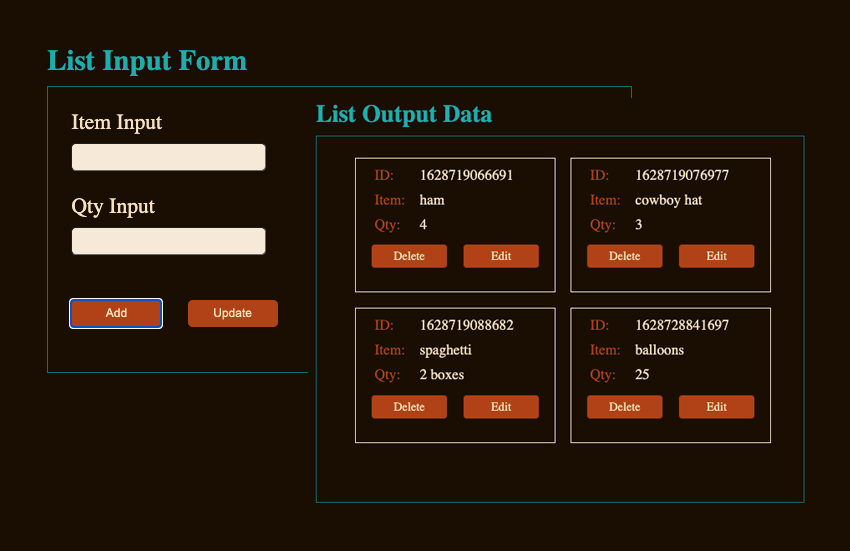 List Input Form
Item Input
Qty Input
Add Update
List Output Data
ID: 1628719066691
Item: ham
Qty: 4
Delete Edit
ID: 1628719076977
Item: cowboy hat
Qty: 3
Delete Edit
ID: 1628719088682
Item: spaghetti
Qty: 2 boxes
Delete Edit
ID: 1628728841697
Item: balloons
Qty: 25
Delete Edit